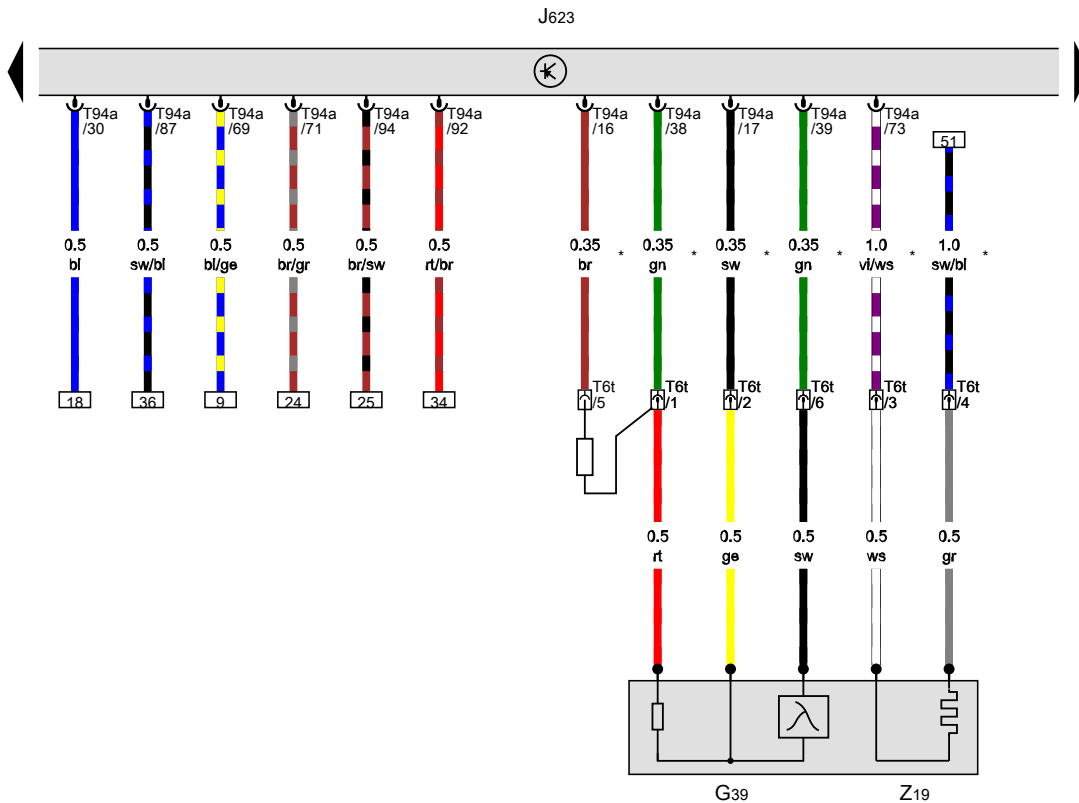 J623
T94a /30
T94a /87
T94a /69
T94a /71
T94a /94
T94a /92
T94a /16
T94a /38
T94a /17
T94a /39
T94a /73
51
0.5 bl
0.5 sw/bl
0.5 bl/ge
0.5 br/gr
0.5 br/sw
0.5 rt/br
0.35 br *
0.35 gn *
0.35 sw *
0.35 gn *
1.0 vi/ws *
1.0 sw/bl *
18
36
9
24
25
34
T6t /5
T6t /1
T6t /2
T6t /6
T6t /3
T6t /4
0.5 rt
0.5 ge
0.5 sw
0.5 ws
0.5 gr
G39
Z19